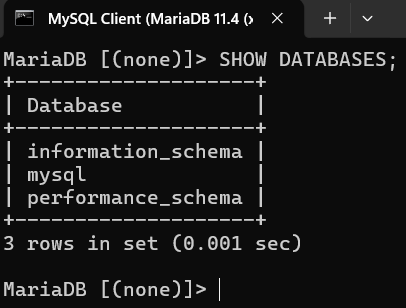 MySQL Client (MariaDB 11.4 (x
MariaDB [(none)]> SHOW DATABASES;
+--------------------+
| Database           |
+--------------------+
| information_schema |
| mysql              |
| performance_schema |
+--------------------+
3 rows in set (0.001 sec)
MariaDB [(none)]>